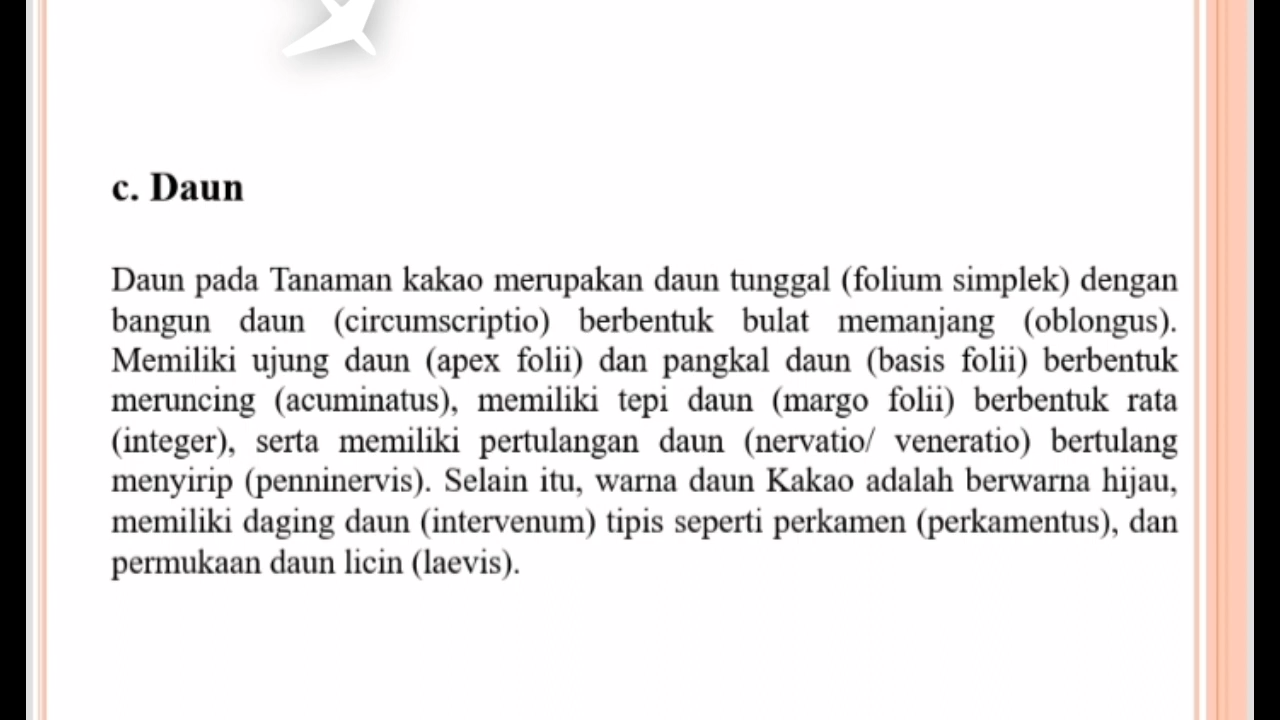 c. Daun
Daun pada Tanaman kakao merupakan daun tunggal (folium simplek) dengan
bangun daun (circumscriptio) berbentuk bulat memanjang (oblongus).
Memiliki ujung daun (apex folii) dan pangkal daun (basis folii) berbentuk
meruncing (acuminatus), memiliki tepi daun (margo folii) berbentuk rata
(integer), serta memiliki pertulangan daun (nervatio/ veneratio) bertulang
menyirip (penninervis). Selain itu, warna daun Kakao adalah berwarna hijau,
memiliki daging daun (intervenum) tipis seperti perkamen (perkamentus), dan
permukaan daun licin (laevis).